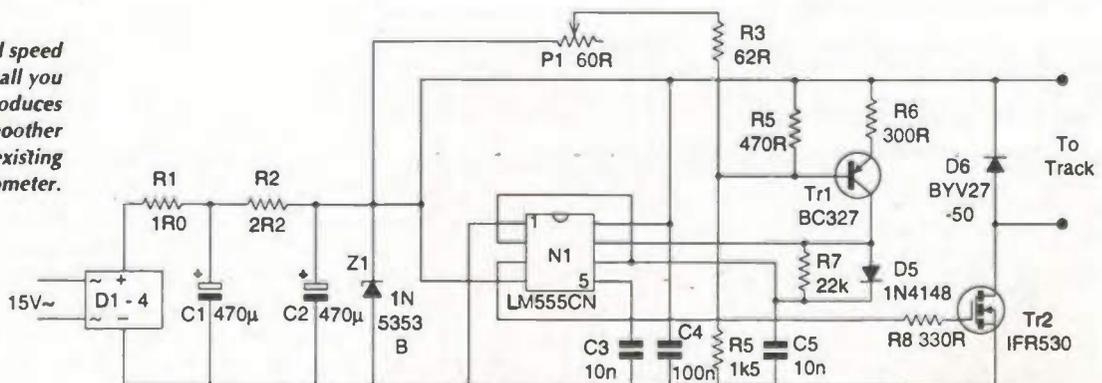 l speed
all you
oduces
oother
existing
ometer.
P1 60R
R3
62R
R5
470R
R6
300R
To
Track
D6
BYV27
-50
Tr1
BC327
R1
1R0
R2
2R2
1
N1
5
LM555CN
R7
22k
D5
1N4148
Z1
1N
5353
B
15V~
~ +
D1 - 4
~ –
+
C1 470µ
+
C2 470µ
C3
10n
C4
100n
R5
1k5
C5
10n
R8 330R
Tr2
IFR530